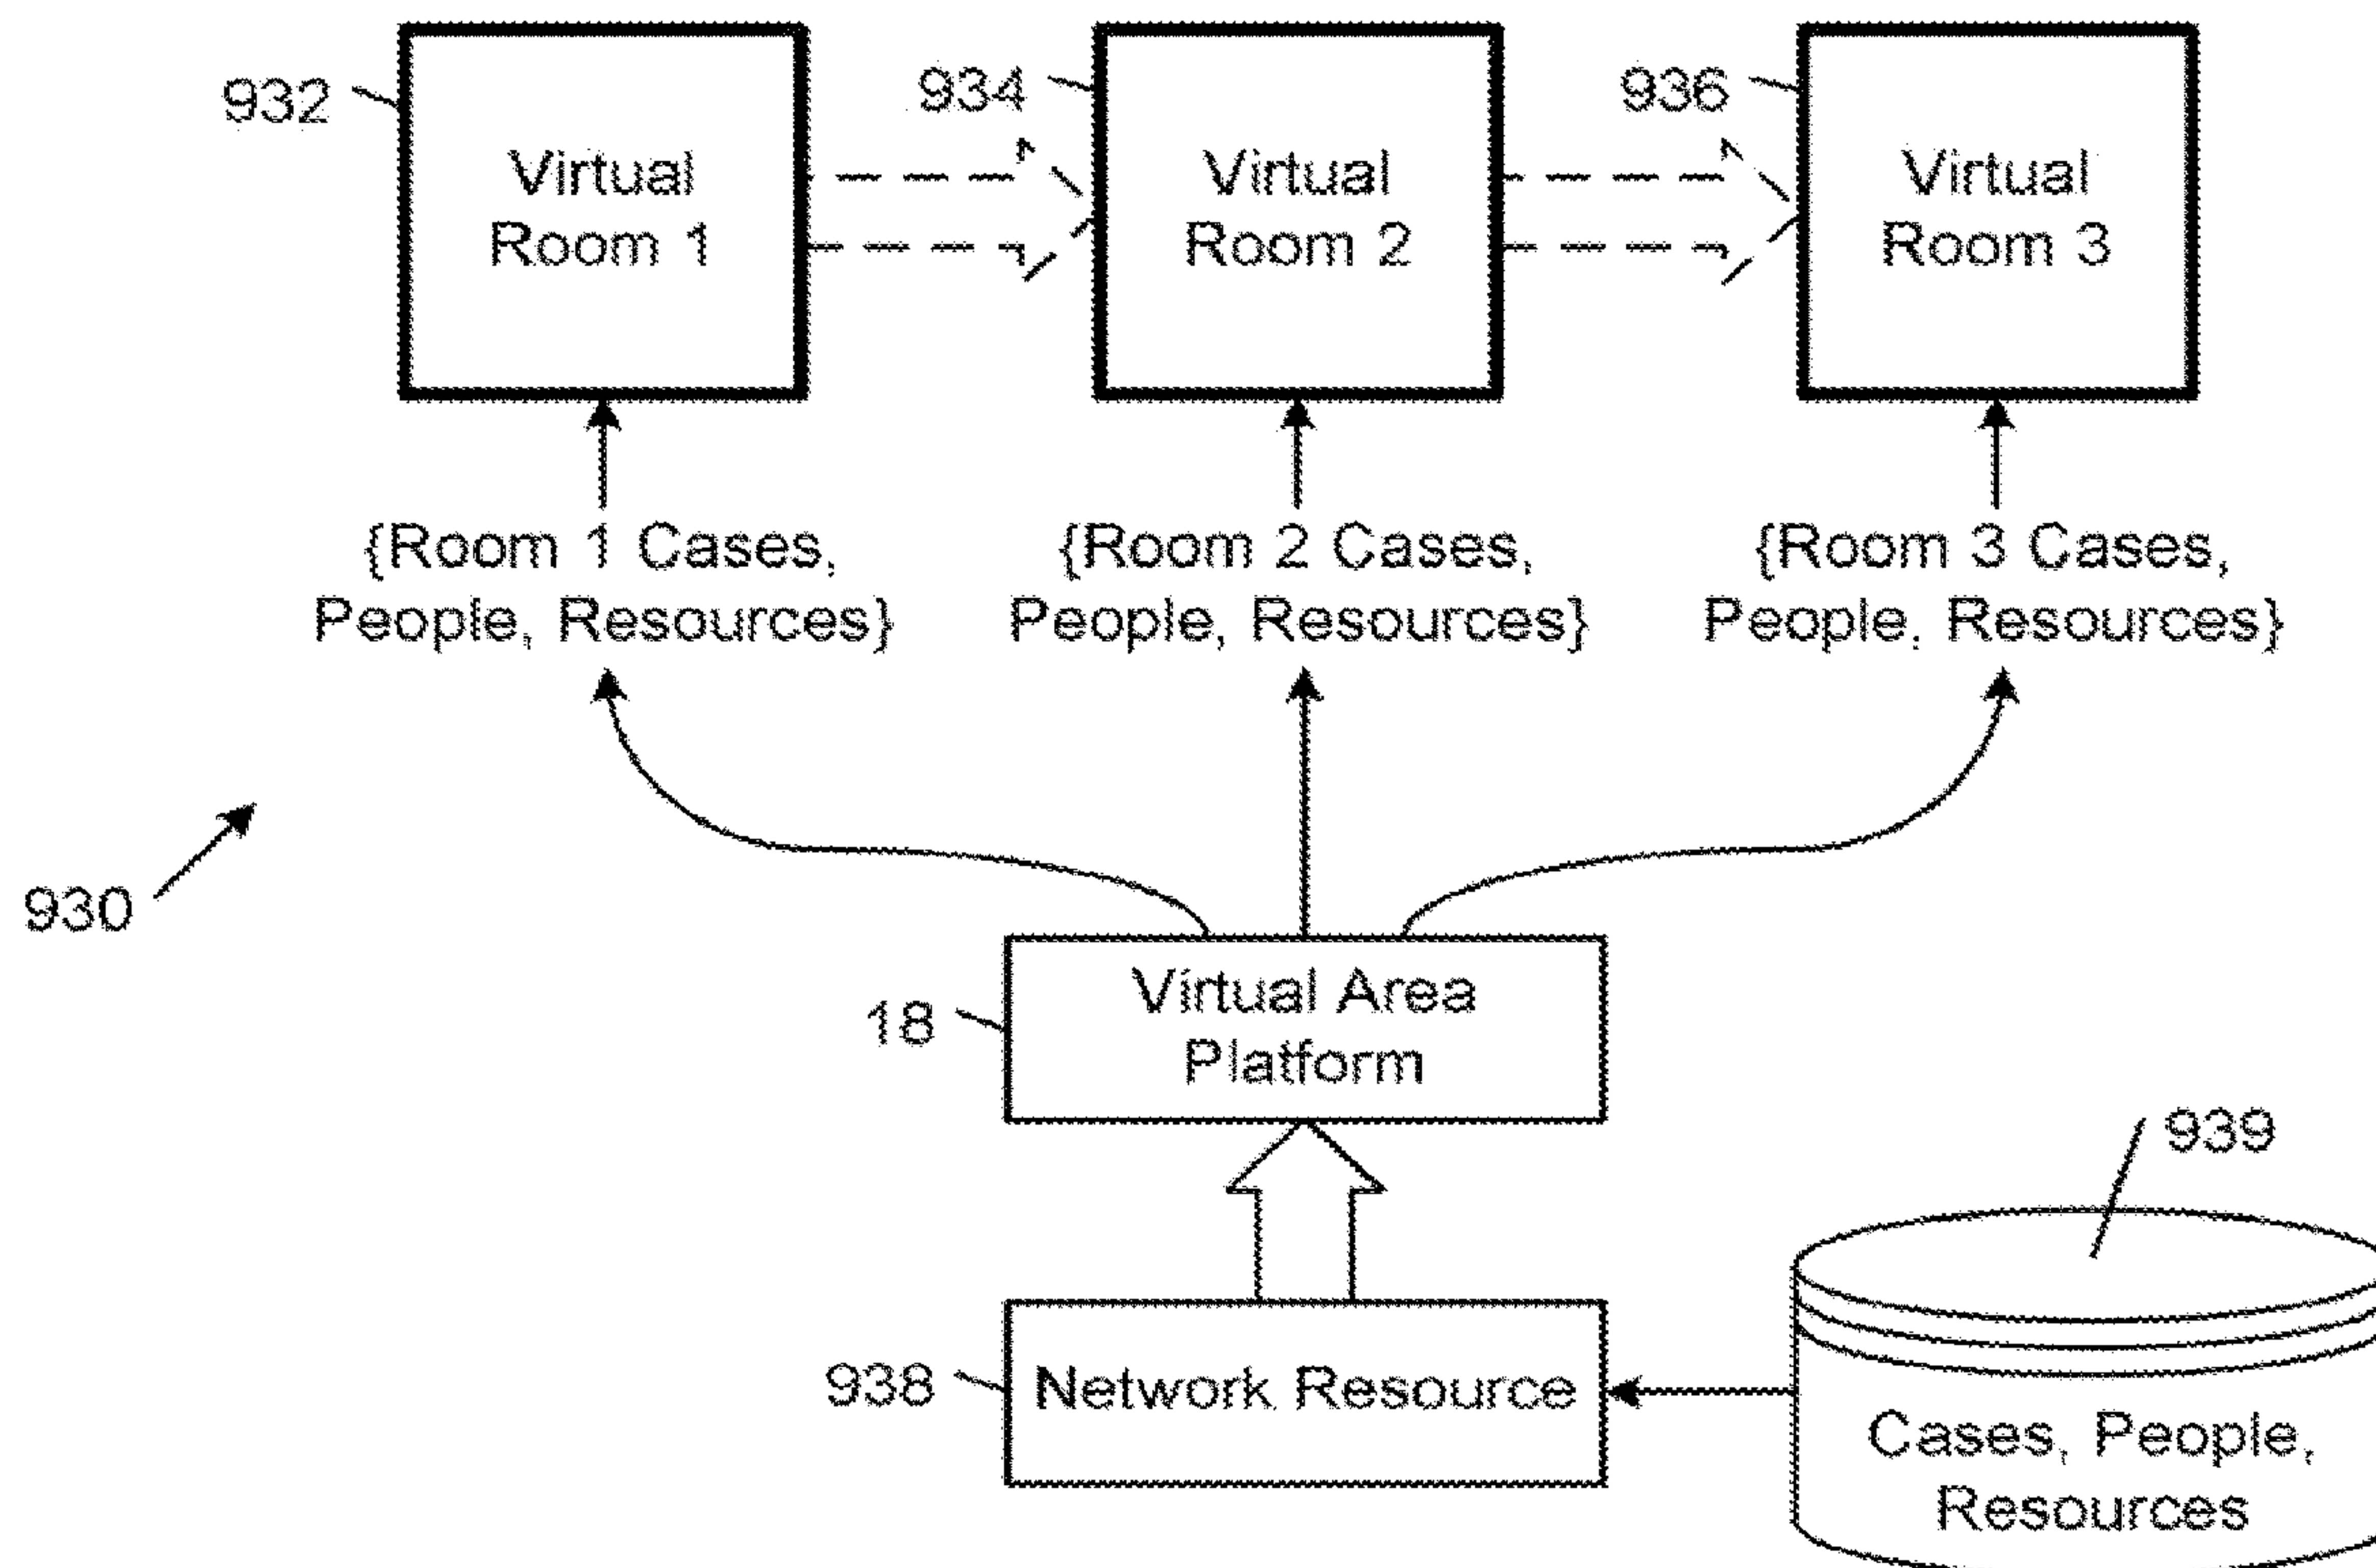 932
Virtual
Room 1
934
Virtual
Room 2
936
Virtual
Room 3
{Room 1 Cases,
People, Resources}
{Room 2 Cases,
People, Resources}
{Room 3 Cases,
People, Resources}
930
18
Virtual Area
Platform
939
938
Network Resource
Cases, People,
Resources